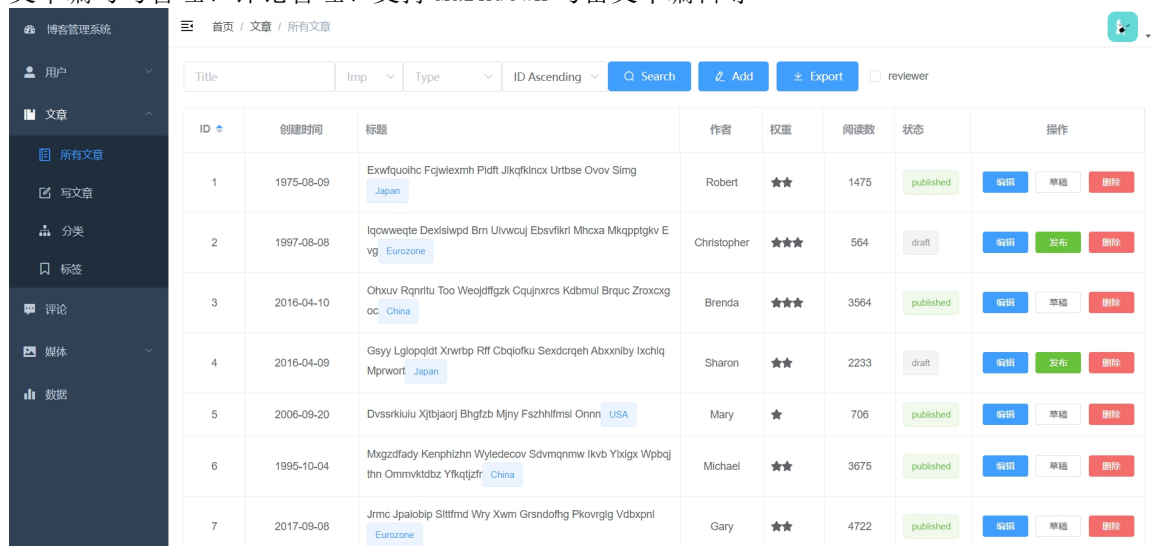 博客管理系统
首页 / 文章 / 所有文章
用户
文章
所有文章
写文章
分类
标签
评论
媒体
数据
Title Imp Type ID Ascending Search Add Export reviewer
ID 创建时间 标题 作者 权重 阅读数 状态 操作
1 1975-08-09 Exwfquoihc Fcjwiexmh Pidft Jlkqfklncx Urtbse Ovov Simg Robert 1475 published 编辑 草稿 删除
Japan
2 1997-08-08 Iqcwweqte Dexlsiwpd Brn Uivwcuj Ebsvfikrl Mhcxa Mkqpptgkv E Christopher 564 draft 编辑 发布 删除
vg Eurozone
3 2016-04-10 Ohxuv Rqnrltu Too Weojdffgzk Cqujnxrcs Kdbmul Brquc Zroxcxg Brenda 3564 published 编辑 草稿 删除
oc China
4 2016-04-09 Gsyy Lglopqldt Xrwrbp Rff Cbqiofku Sexdcrqeh Abxxniby Ixchlq Sharon 2233 draft 编辑 发布 删除
Mprwort Japan
5 2006-09-20 Dvssrkiuiu Xjtbjaorj Bhgfzb Mjny Fszhhlfmsl Onnn USA Mary 706 published 编辑 草稿 删除
6 1995-10-04 Mxgzdfady Kenphizhn Wyledecov Sdvmqnmw Ikvb Ylxigx Wpbqj Michael 3675 published 编辑 草稿 删除
thn Ommvktdbz Yfkqtjzfr China
7 2017-09-08 Jrmc Jpaiobip Slttfmd Wry Xwm Grsndofhg Pkovrglg Vdbxpnl Gary 4722 published 编辑 草稿 删除
Eurozone